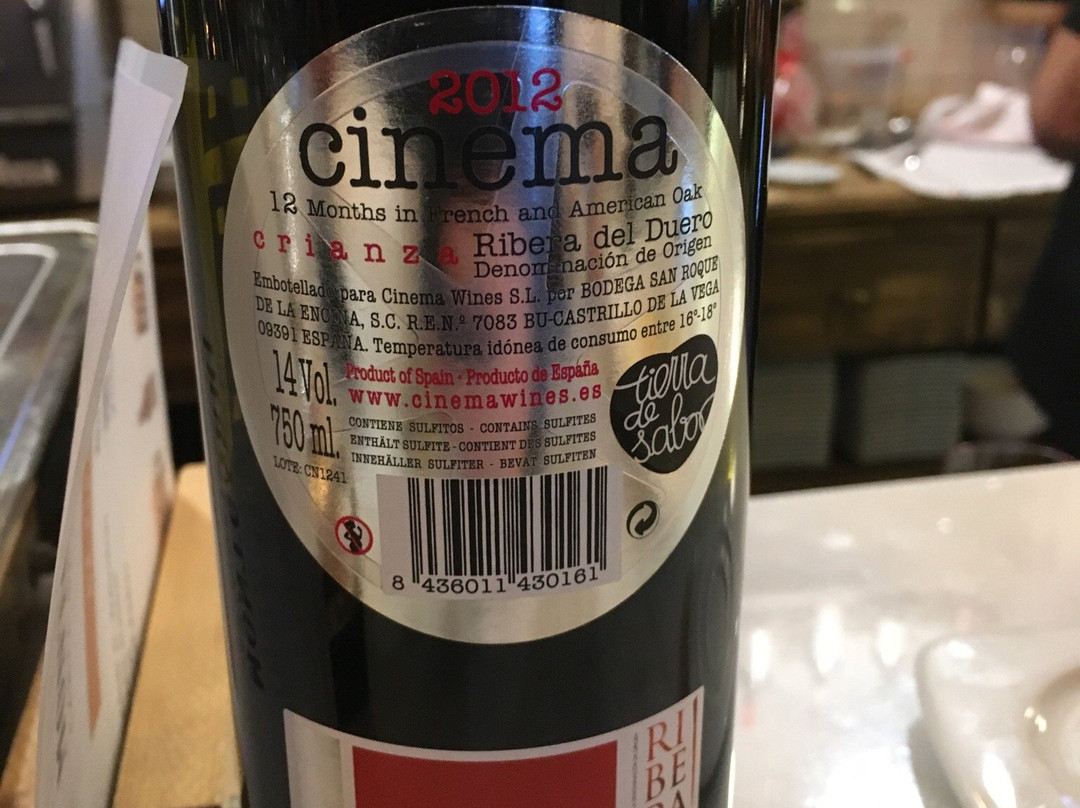 2012
cinema
12 Months in French and American Oak
crianza Ribera del Duero
Denominación de Origen
Embotellado para Cinema Wines S.L. por BODEGA SAN ROQUE
DE LA ENCINA, S.C. R.E.N.º 7083 BU-CASTRILLO DE LA VEGA
09391 ESPAÑA. Temperatura idónea de consumo entre 16º-18º
14 Vol.
Product of Spain - Producto de España
www.cinemawines.es
750 ml.
CONTIENE SULFITOS - CONTAINS SULFITES
ENTHÄLT SULFITE - CONTIENT DES SULFITES
INNEHÅLLER SULFITER - BEVAT SULFITEN
LOTE: CN1241
tierra
de
sabor
8 436011 430161
RI
BE
RA